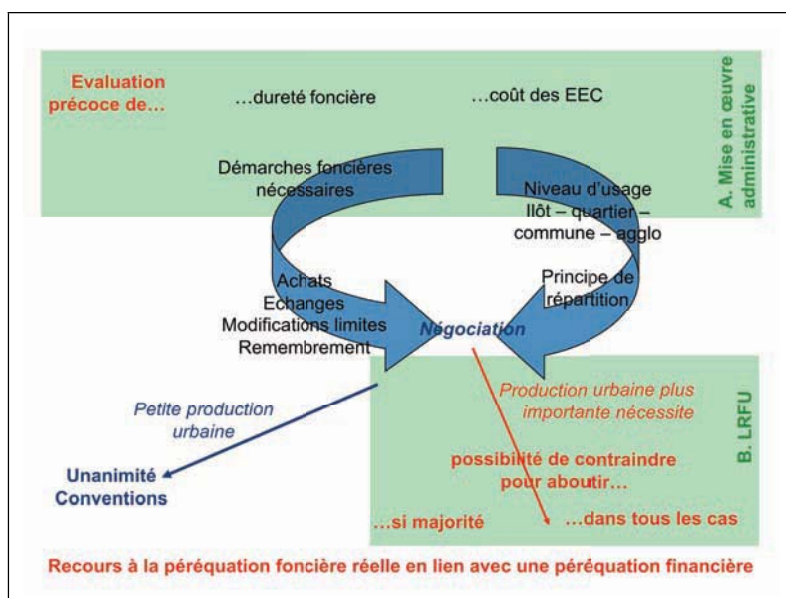 Evaluation
précoce de…
…dureté foncière
…coût des EEC
A. Mise en œuvre
administrative
Démarches foncières
nécessaires
Niveau d'usage
Ilôt – quartier –
commune – agglo
Achats
Echanges
Modifications limites
Remembrement
Principe de
répartition
Négociation
Petite production
urbaine
Production urbaine plus
importante nécessite
B. LRFU
Unanimité
Conventions
possibilité de contraindre
pour aboutir…
…si majorité
…dans tous les cas
Recours à la péréquation foncière réelle en lien avec une péréquation financière